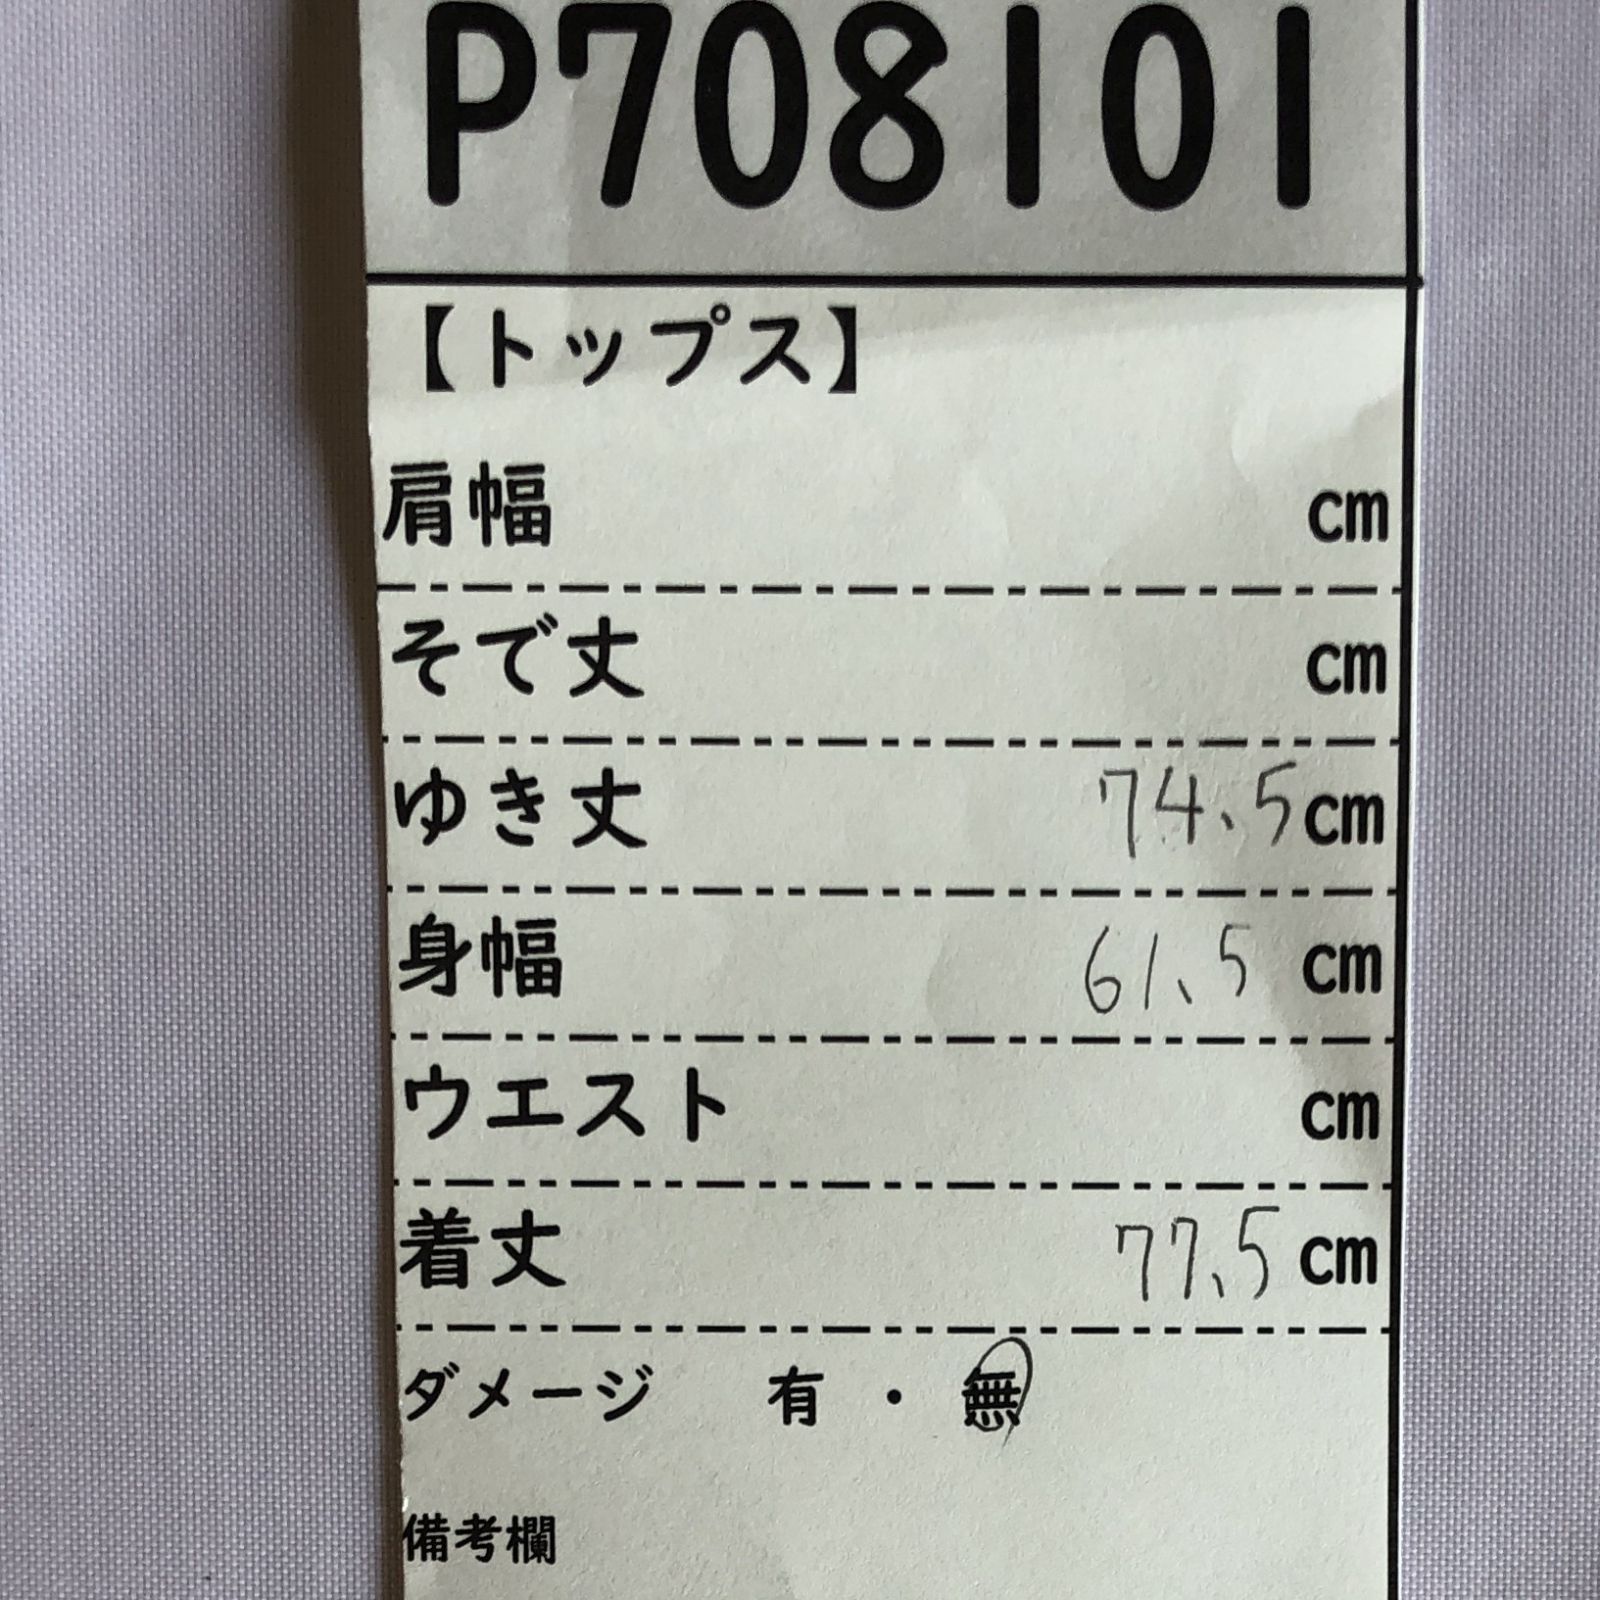 P708101
【トップス】
肩幅 cm
そで丈 cm
ゆき丈 74.5cm
身幅 61.5 cm
ウエスト cm
着丈 77.5 cm
ダメージ 有・無
備考欄